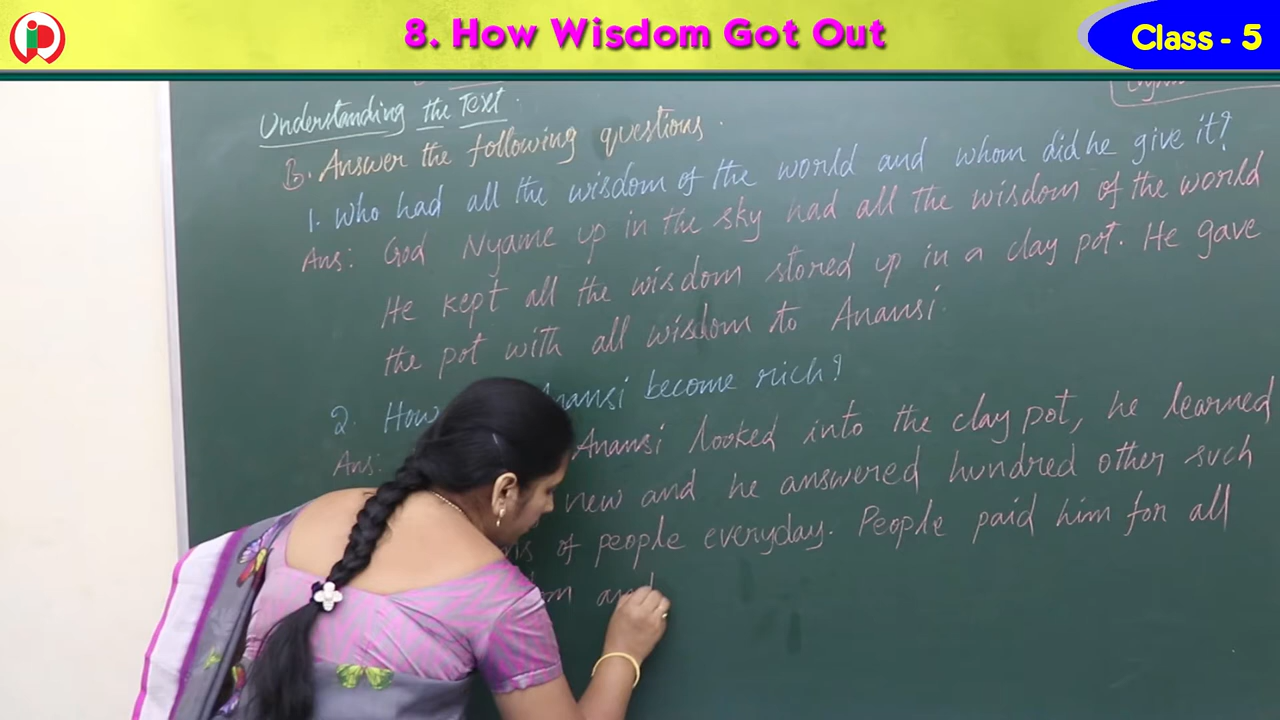 8. How Wisdom Got Out
Class - 5
Understanding the Text.
B. Answer the following questions.
1. Who had all the wisdom of the world and whom did he give it?
Ans: God Nyame up in the sky had all the wisdom of the world
He kept all the wisdom stored up in a clay pot. He gave
the pot with all wisdom to Anansi.
2. How Anansi become rich?
Ans: Anansi looked into the clay pot, he learned
new and he answered hundred other such
of people everyday. People paid him for all